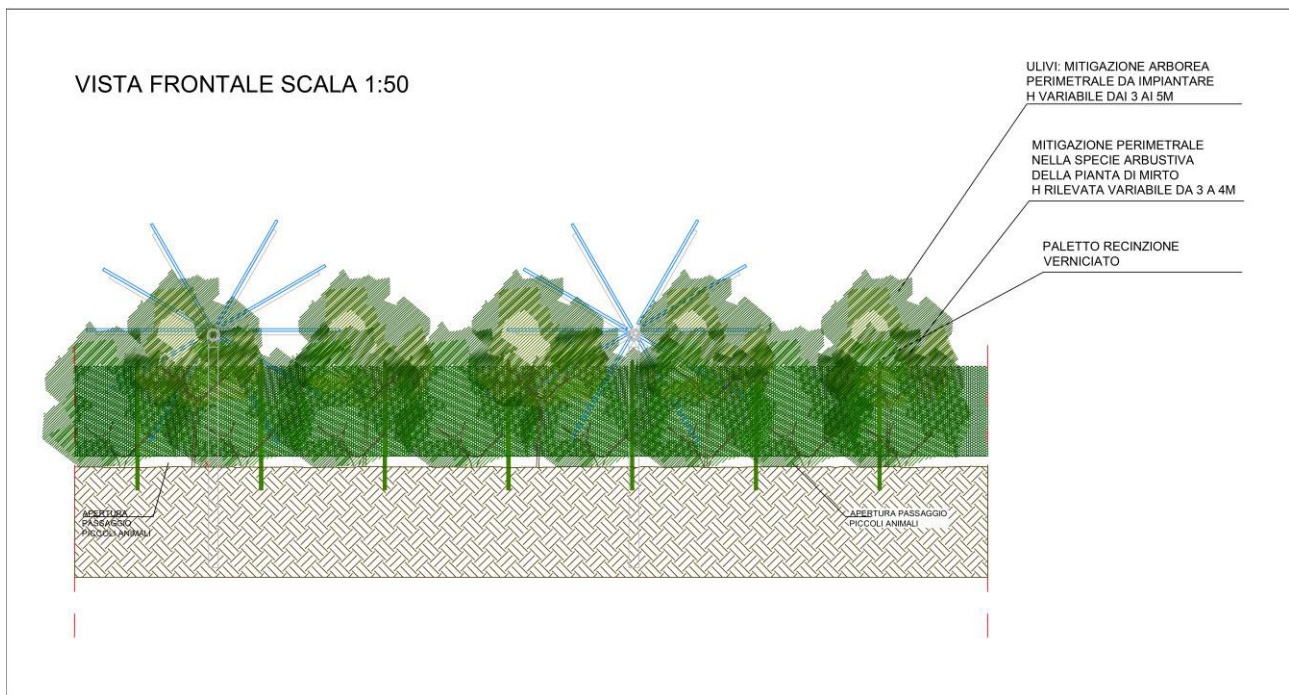 VISTA FRONTALE SCALA 1:50
ULIVI: MITIGAZIONE ARBOREA
PERIMETRALE DA IMPIANTARE
H VARIABILE DAI 3 AI 5M
MITIGAZIONE PERIMETRALE
NELLA SPECIE ARBUSTIVA
DELLA PIANTA DI MIRTO
H RILEVATA VARIABILE DA 3 A 4M
PALETTO RECINZIONE
VERNICIATO
APERTURA
PASSAGGIO
PICCOLI ANIMALI
APERTURA PASSAGGIO
PICCOLI ANIMALI